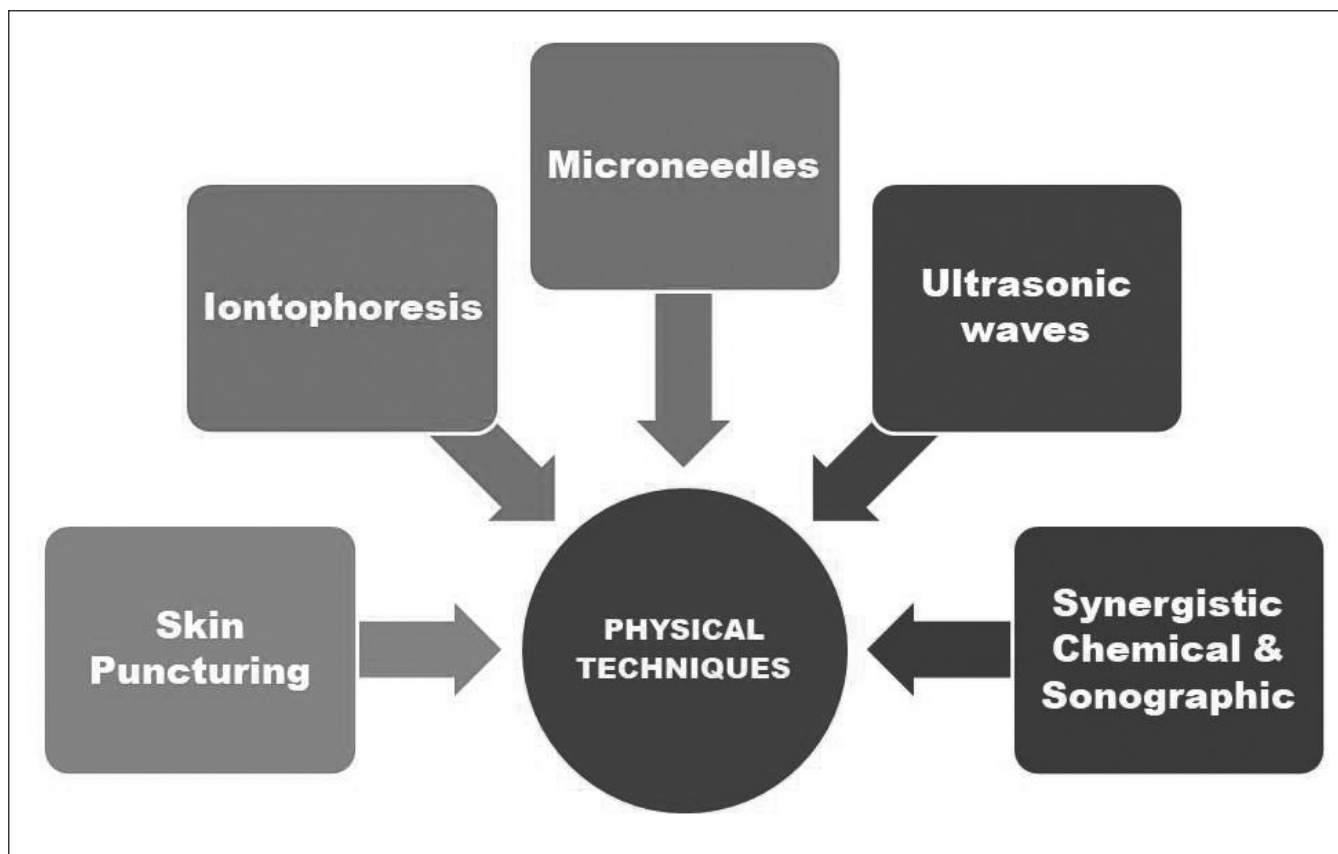 Microneedles
Iontophoresis
Ultrasonic
waves
Skin
Puncturing
PHYSICAL
TECHNIQUES
Synergistic
Chemical &
Sonographic